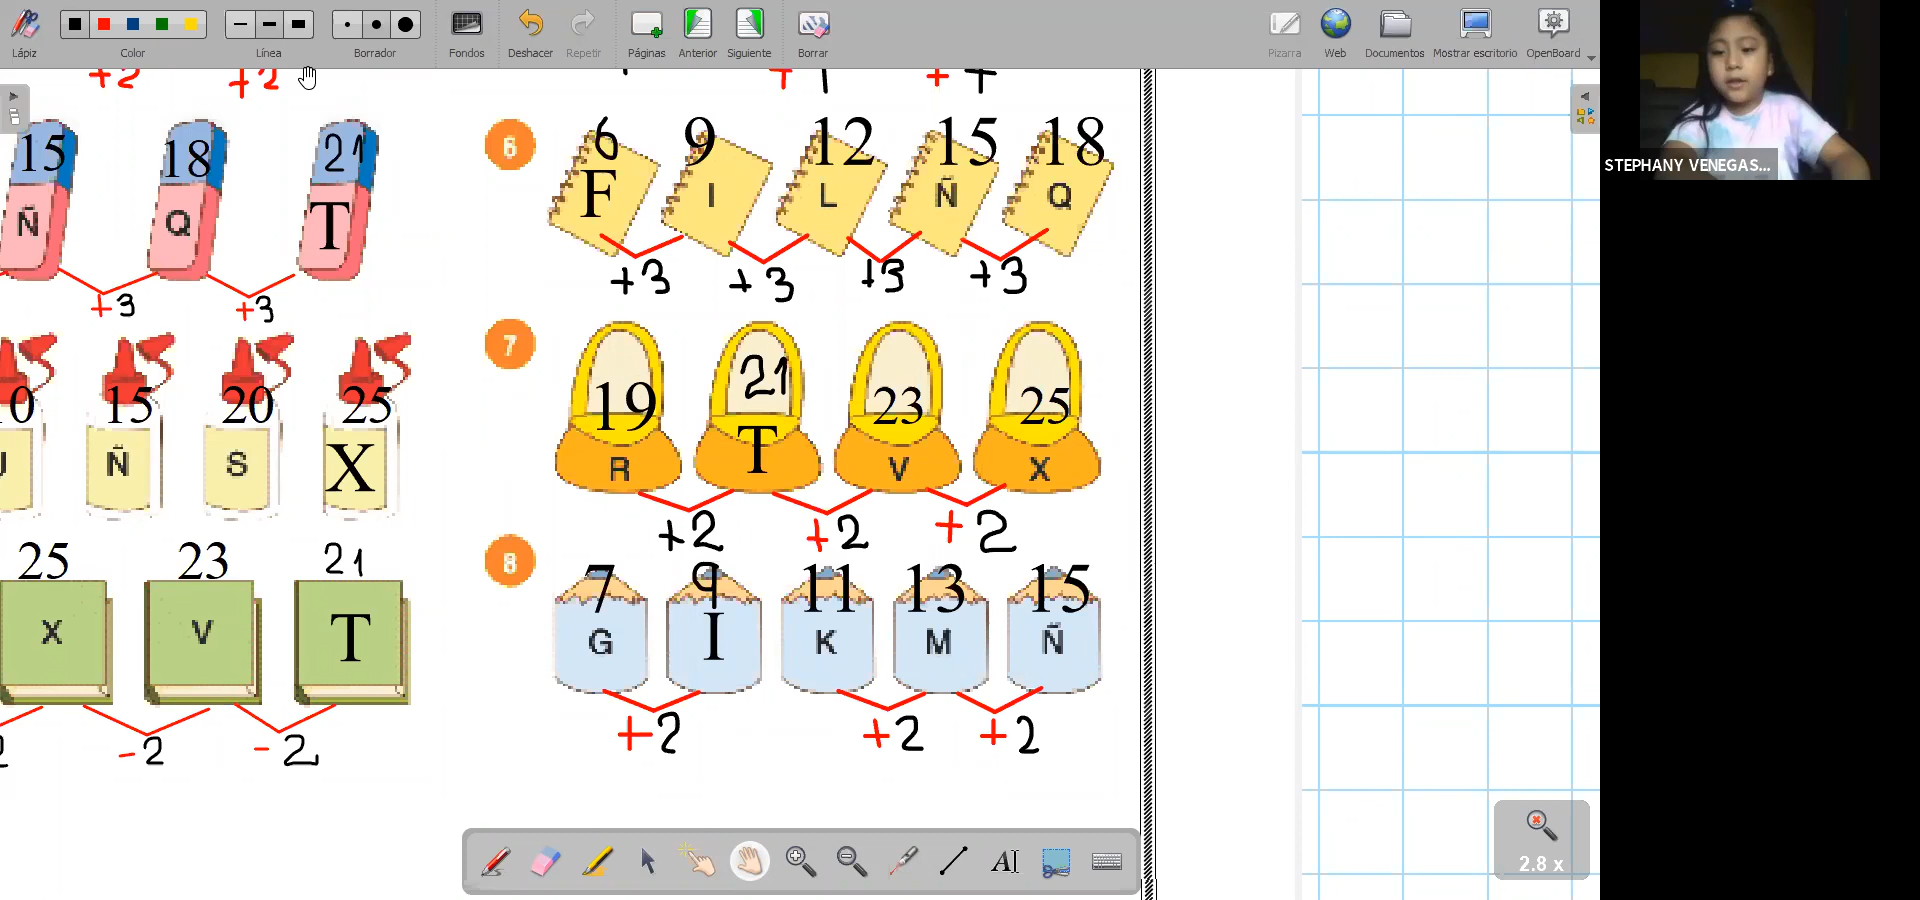 Lápiz Color Línea Borrador Fondos Deshacer Repetir Páginas Anterior Siguiente Borrar Pizarra Web Documentos Mostrar escritorio OpenBoard
+2 +2
15 18 21
Ñ Q T
+3 +3
15 20 25
Ñ S X
25 23 21
X V T
-2 -2
6
6 9 12 15 18
F I L Ñ Q
+3 +3 +3 +3
7
19 21 23 25
R T V X
+2 +2 +2
8
7 9 11 13 15
G I K M Ñ
+2 +2 +2
2.8 x
STEPHANY VENEGAS...